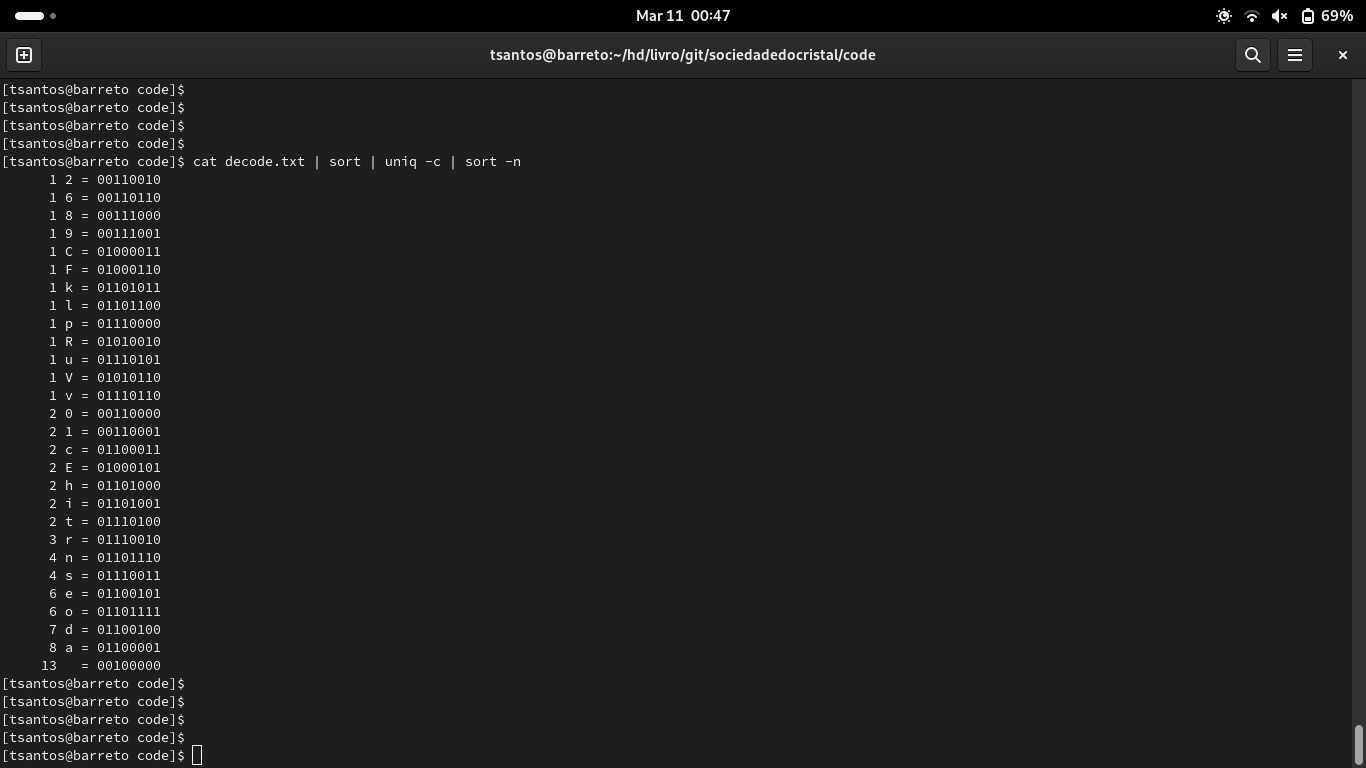 Mar 11 00:47
69%
tsantos@barreto:~/hd/livro/git/sociedadedocristal/code
[tsantos@barreto code]$
[tsantos@barreto code]$
[tsantos@barreto code]$
[tsantos@barreto code]$
[tsantos@barreto code]$ cat decode.txt | sort | uniq -c | sort -n
1 2 = 00110010
1 6 = 00110110
1 8 = 00111000
1 9 = 00111001
1 C = 01000011
1 F = 01000110
1 k = 01101011
1 l = 01101100
1 p = 01110000
1 R = 01010010
1 u = 01110101
1 V = 01010110
1 v = 01110110
2 0 = 00110000
2 1 = 00110001
2 c = 01100011
2 E = 01000101
2 h = 01101000
2 i = 01101001
2 t = 01110100
3 r = 01110010
4 n = 01101110
4 s = 01110011
6 e = 01100101
6 o = 01101111
7 d = 01100100
8 a = 01100001
13   = 00100000
[tsantos@barreto code]$
[tsantos@barreto code]$
[tsantos@barreto code]$
[tsantos@barreto code]$
[tsantos@barreto code]$